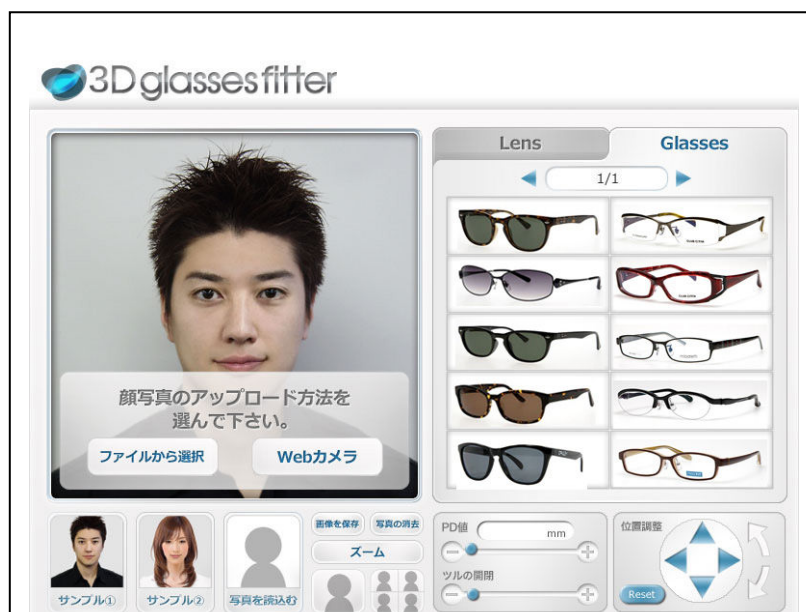 3D glasses fitter
Lens
Glasses
1/1
顔写真のアップロード方法を
選んで下さい。
ファイルから選択
Webカメラ
画像を保存
写真の消去
ズーム
サンプル①
サンプル②
写真を読込む
PD値
mm
ツルの開閉
位置調整
Reset